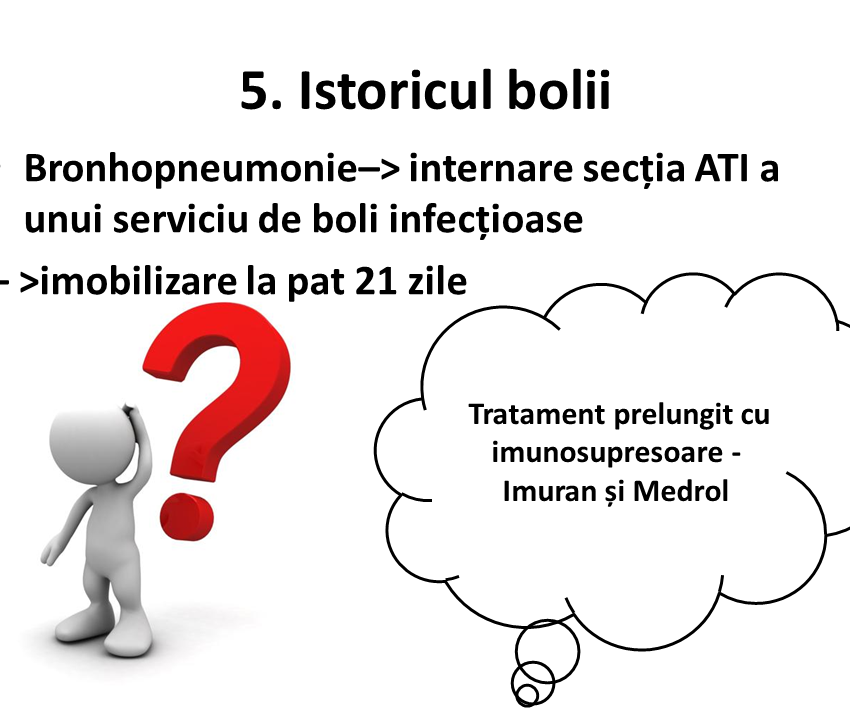 5. Istoricul bolii
Bronhopneumonie–> internare secția ATI a
unui serviciu de boli infecțioase
- >imobilizare la pat 21 zile
Tratament prelungit cu
imunosupresoare -
Imuran și Medrol